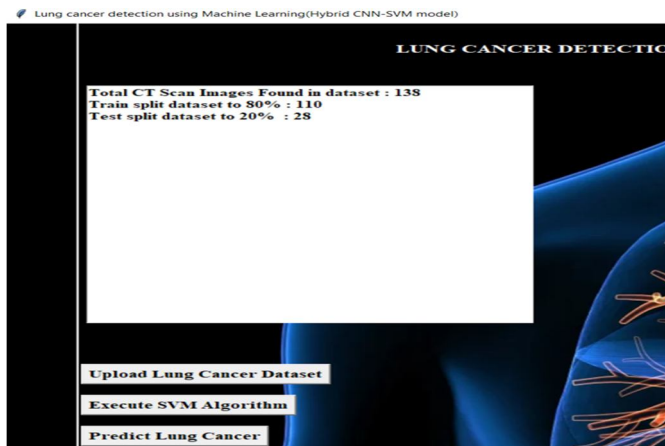 Lung cancer detection using Machine Learning(Hybrid CNN-SVM model)
LUNG CANCER DETECTIO
Total CT Scan Images Found in dataset : 138
Train split dataset to 80% : 110
Test split dataset to 20%  : 28
Upload Lung Cancer Dataset
Execute SVM Algorithm
Predict Lung Cancer